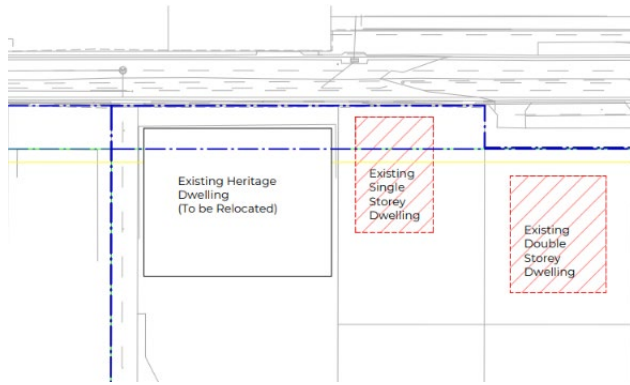 Existing Heritage
Dwelling
(To be Relocated)
Existing
Single
Storey
Dwelling
Existing
Double
Storey
Dwelling